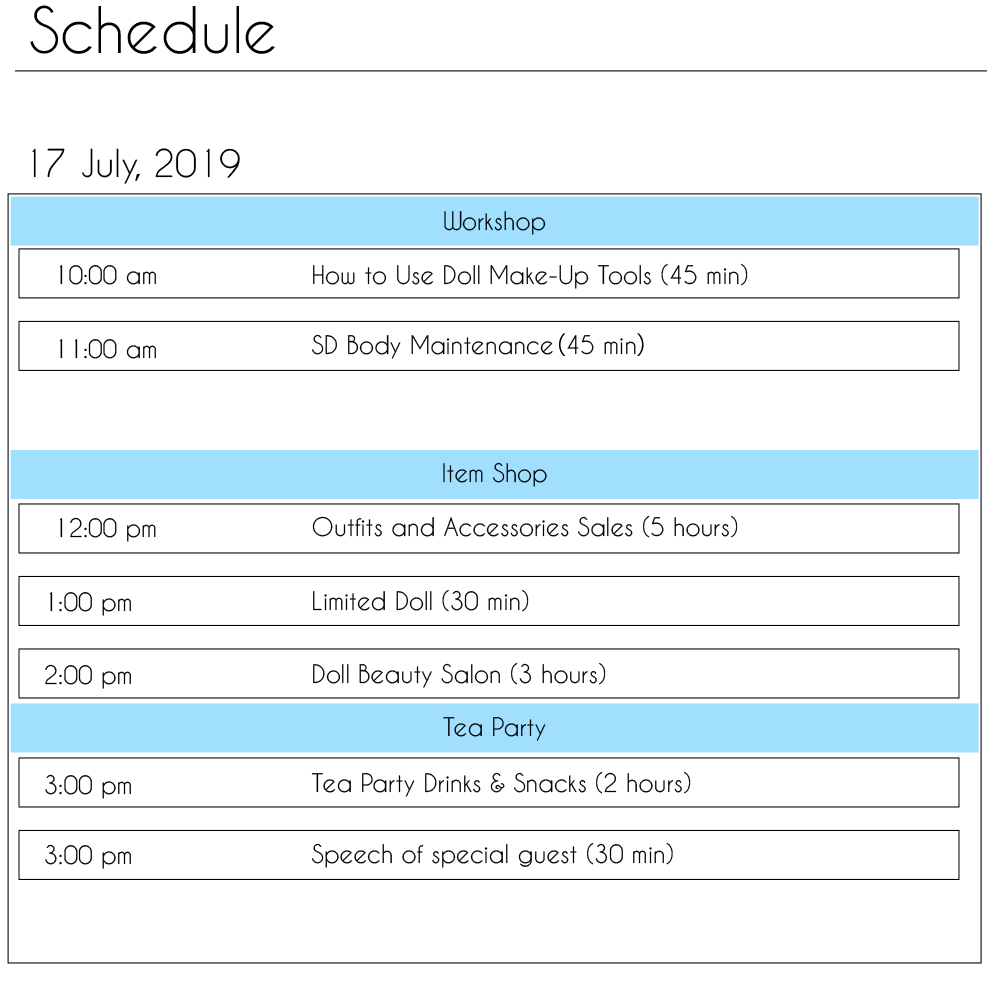 Schedule
17 July, 2019
Workshop
10:00 am How to Use Doll Make-Up Tools (45 min)
11:00 am SD Body Maintenance (45 min)
Item Shop
12:00 pm Outfits and Accessories Sales (5 hours)
1:00 pm Limited Doll (30 min)
2:00 pm Doll Beauty Salon (3 hours)
Tea Party
3:00 pm Tea Party Drinks & Snacks (2 hours)
3:00 pm Speech of special guest (30 min)